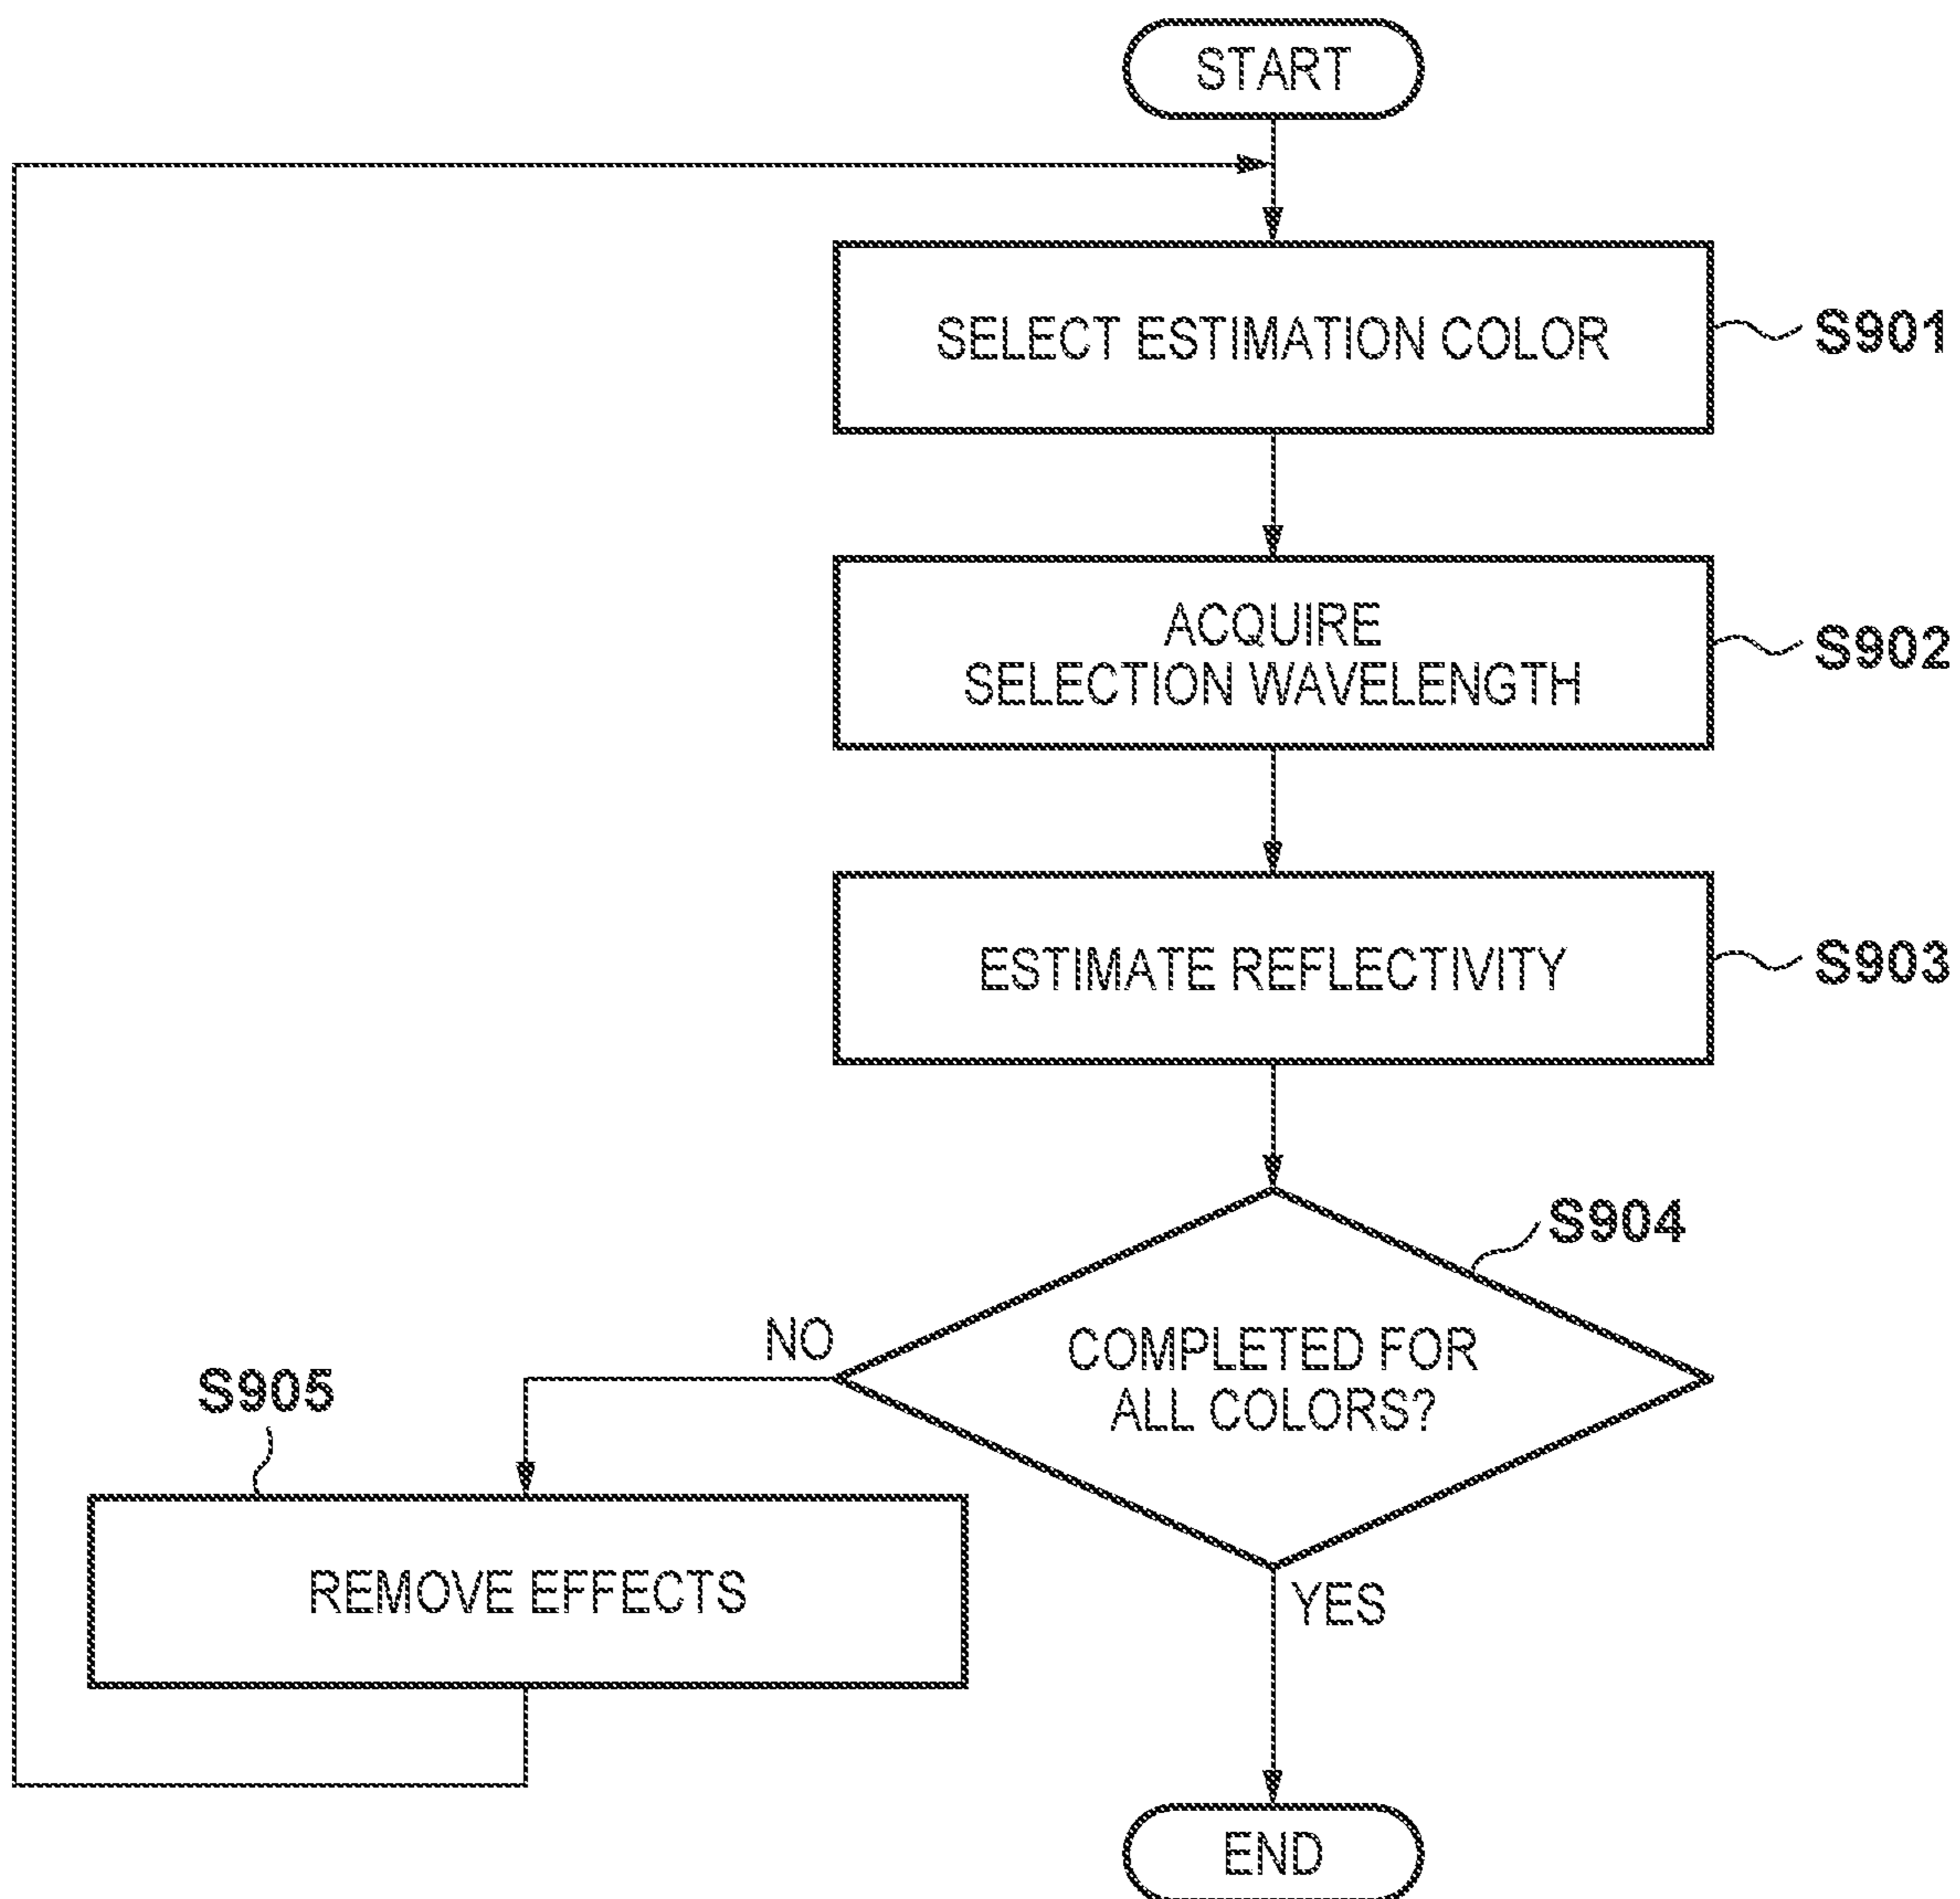 START
SELECT ESTIMATION COLOR
S901
ACQUIRE
SELECTION WAVELENGTH
S902
ESTIMATE REFLECTIVITY
S903
S904
COMPLETED FOR
ALL COLORS?
NO
S905
REMOVE EFFECTS
YES
END